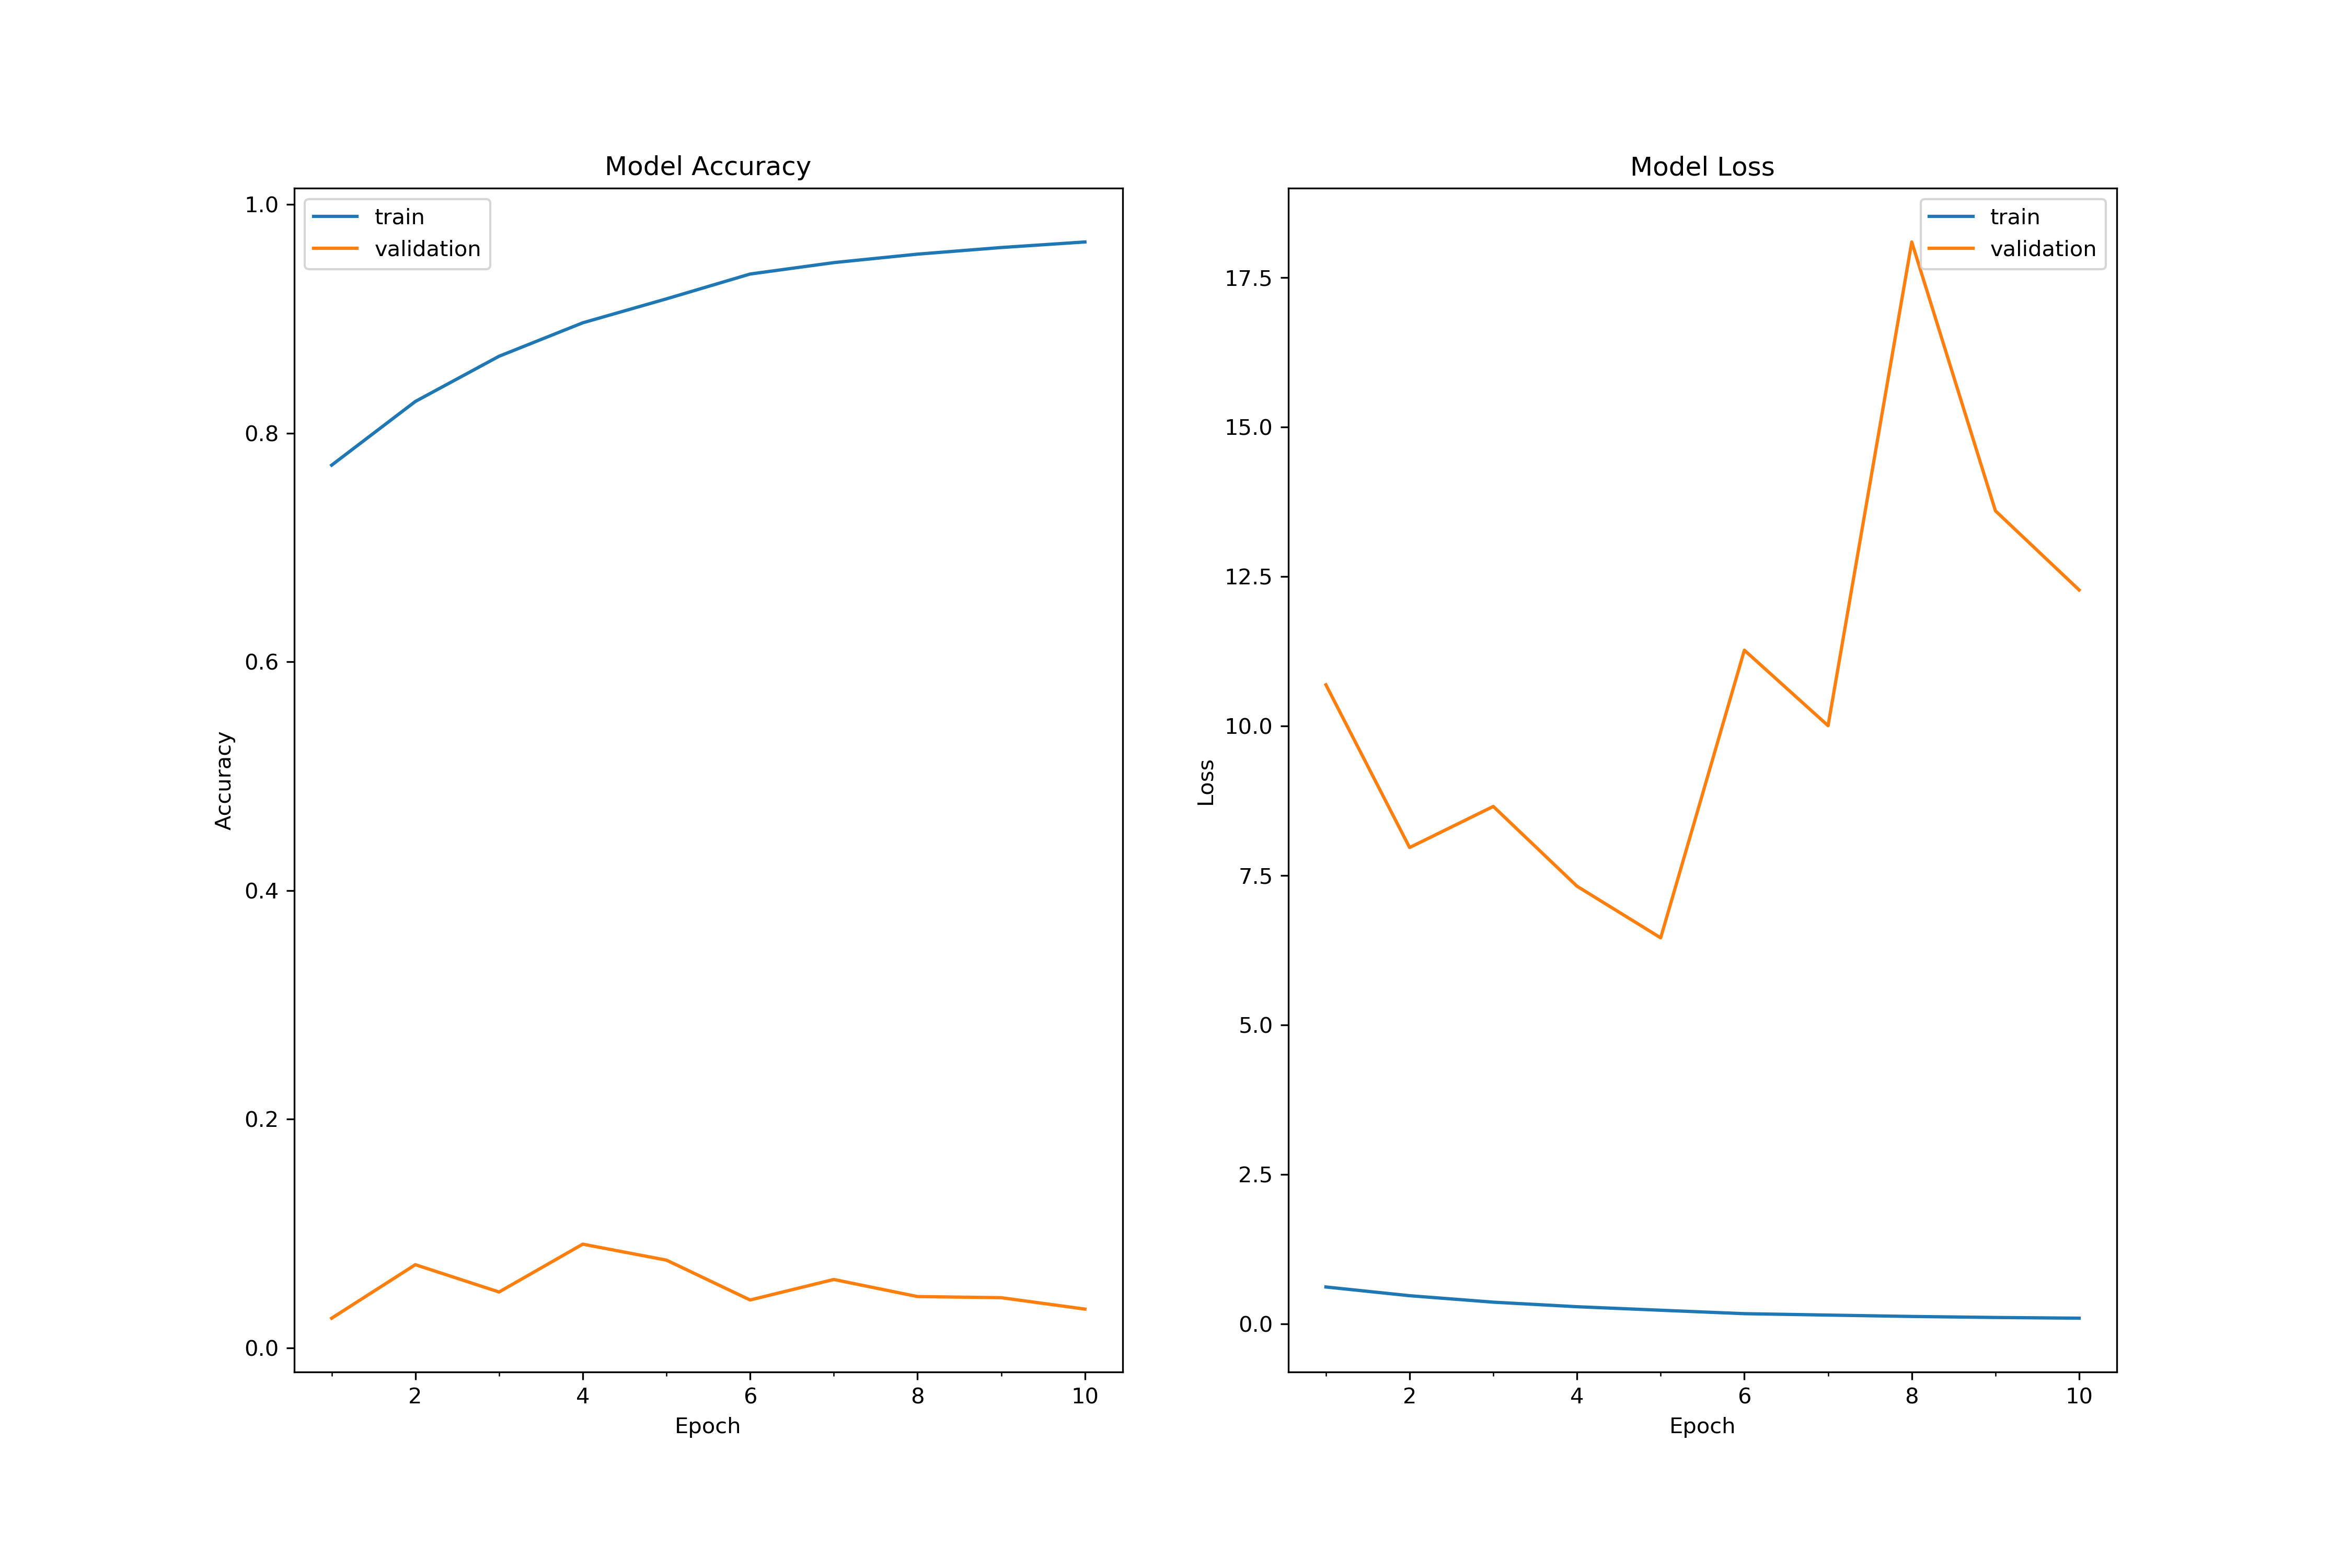 Model Accuracy
train
validation
1.0
0.8
0.6
0.4
0.2
0.0
Accuracy
2 4 6 8 10
Epoch
Model Loss
train
validation
17.5
15.0
12.5
10.0
7.5
5.0
2.5
0.0
Loss
2 4 6 8 10
Epoch